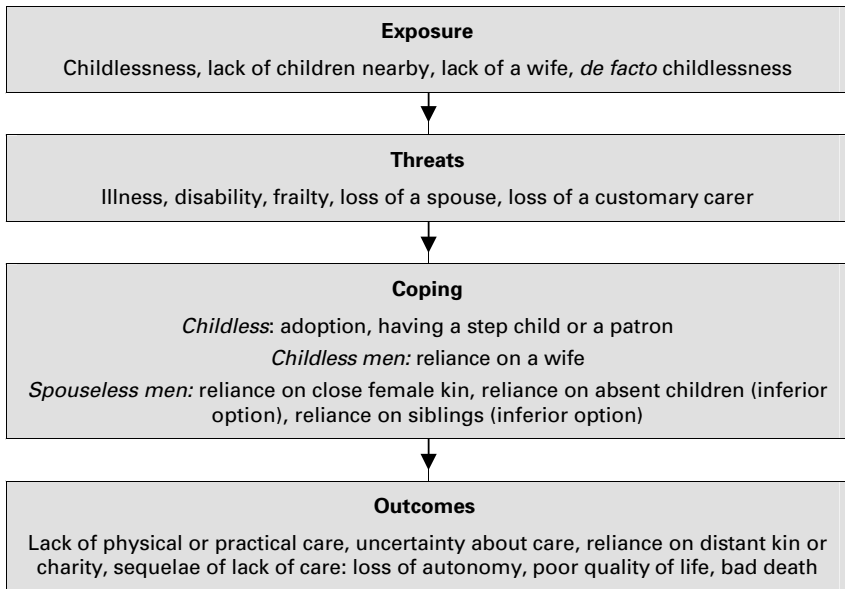 Exposure
Childlessness, lack of children nearby, lack of a wife, de facto childlessness
Threats
Illness, disability, frailty, loss of a spouse, loss of a customary carer
Coping
Childless: adoption, having a step child or a patron
Childless men: reliance on a wife
Spouseless men: reliance on close female kin, reliance on absent children (inferior
option), reliance on siblings (inferior option)
Outcomes
Lack of physical or practical care, uncertainty about care, reliance on distant kin or
charity, sequelae of lack of care: loss of autonomy, poor quality of life, bad death